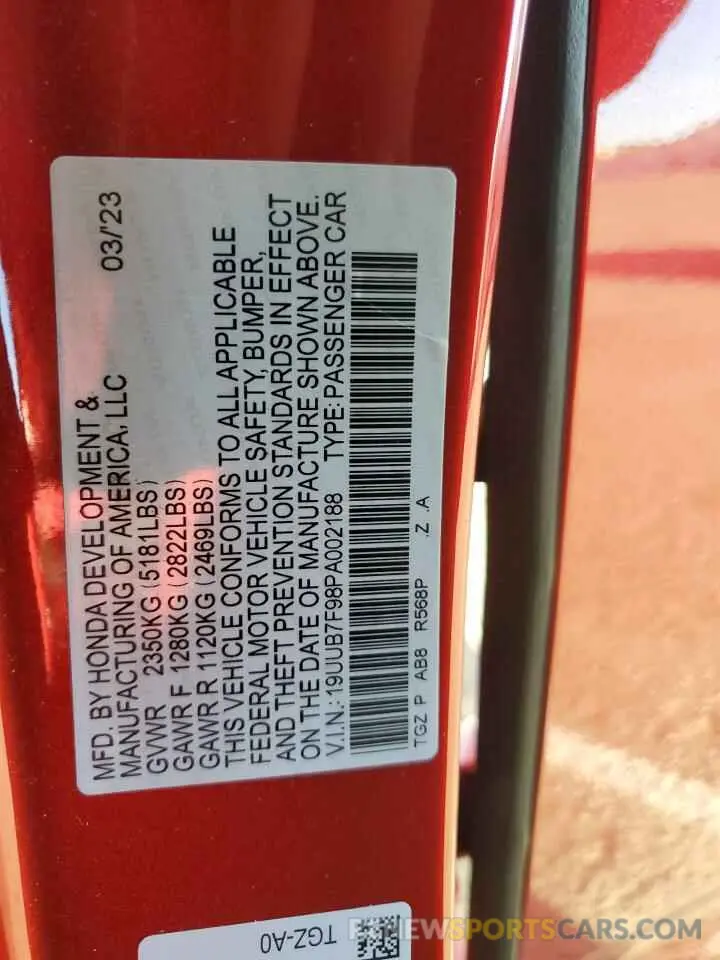 MFD. BY HONDA DEVELOPMENT &
MANUFACTURING OF AMERICA, LLC 03/'23
GVWR 2350KG (5181LBS)
GAWR F 1280KG (2822LBS)
GAWR R 1120KG (2469LBS)
THIS VEHICLE CONFORMS TO ALL APPLICABLE
FEDERAL MOTOR VEHICLE SAFETY, BUMPER,
AND THEFT PREVENTION STANDARDS IN EFFECT
ON THE DATE OF MANUFACTURE SHOWN ABOVE.
V.I.N.:19UUB7F98PA002188 TYPE:PASSENGER CAR
TGZ P AB8 R568P .Z .A
TGZ-A0
REVIEWSPORTSCARS.COM